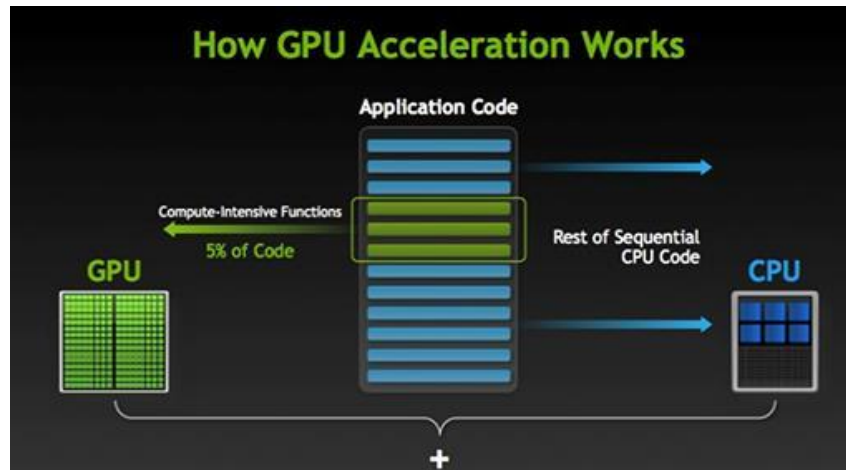 How GPU Acceleration Works
Application Code
Compute-Intensive Functions
5% of Code
Rest of Sequential
CPU Code
GPU
CPU
+